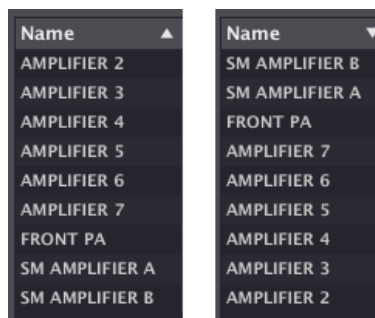 Name ▲
AMPLIFIER 2
AMPLIFIER 3
AMPLIFIER 4
AMPLIFIER 5
AMPLIFIER 6
AMPLIFIER 7
FRONT PA
SM AMPLIFIER A
SM AMPLIFIER B
Name ▼
SM AMPLIFIER B
SM AMPLIFIER A
FRONT PA
AMPLIFIER 7
AMPLIFIER 6
AMPLIFIER 5
AMPLIFIER 4
AMPLIFIER 3
AMPLIFIER 2